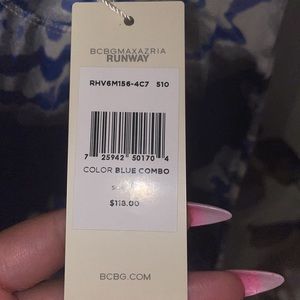 BCBGMAXAZRIA
RUNWAY
RHV6M156-4C7 510
7 25942 50170 4
COLOR BLUE COMBO
$118.00
BCBG.COM